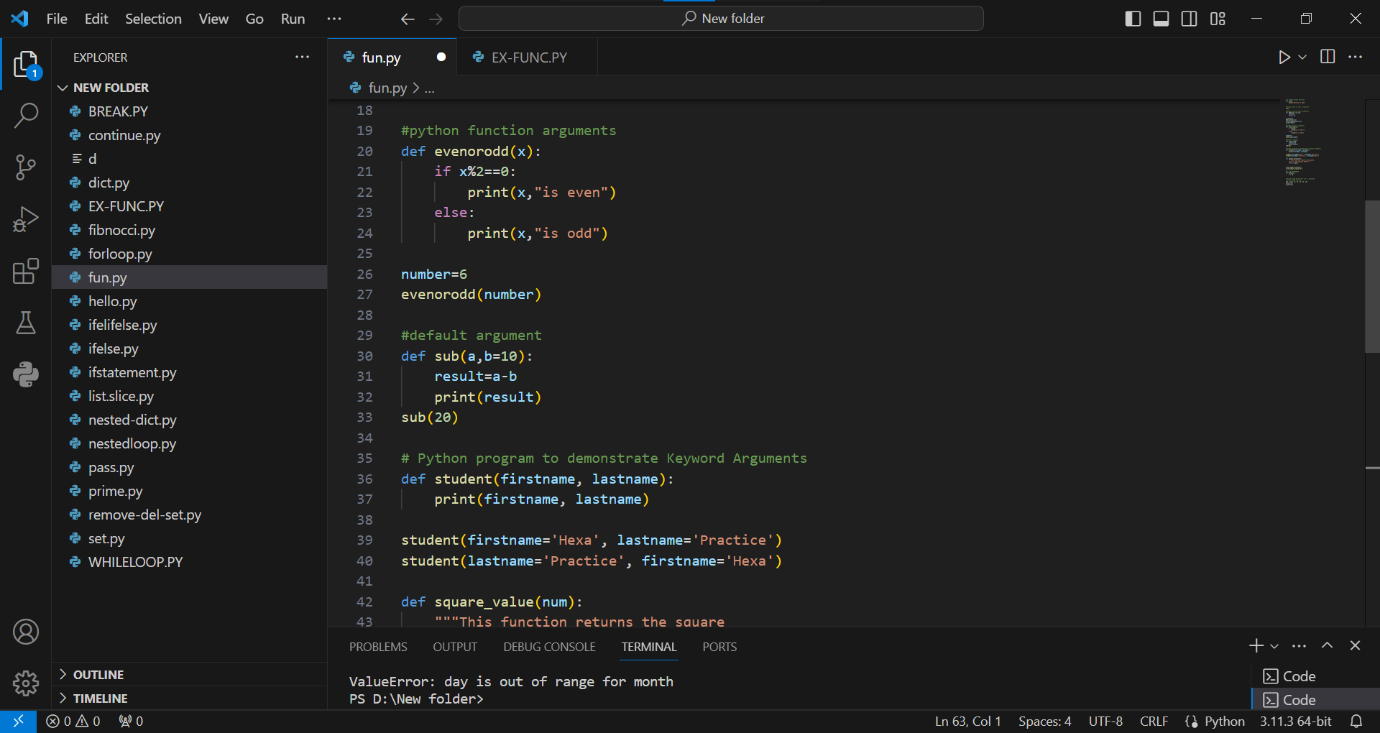 File Edit Selection View Go Run ··· New folder
EXPLORER ···
NEW FOLDER
BREAK.PY
continue.py
d
dict.py
EX-FUNC.PY
fibnocci.py
forloop.py
fun.py
hello.py
ifelifelse.py
ifelse.py
ifstatement.py
list.slice.py
nested-dict.py
nestedloop.py
pass.py
prime.py
remove-del-set.py
set.py
WHILELOOP.PY
OUTLINE
TIMELINE
1
fun.py EX-FUNC.PY
fun.py > ...
18
19 #python function arguments
20 def evenorodd(x):
21     if x%2==0:
22         print(x,"is even")
23     else:
24         print(x,"is odd")
25
26 number=6
27 evenorodd(number)
28
29 #default argument
30 def sub(a,b=10):
31     result=a-b
32     print(result)
33 sub(20)
34
35 # Python program to demonstrate Keyword Arguments
36 def student(firstname, lastname):
37     print(firstname, lastname)
38
39 student(firstname='Hexa', lastname='Practice')
40 student(lastname='Practice', firstname='Hexa')
41
42 def square_value(num):
43     """This function returns the square
PROBLEMS OUTPUT DEBUG CONSOLE TERMINAL PORTS
ValueError: day is out of range for month
PS D:\New folder>
Code
Code
0 0 0 Ln 63, Col 1 Spaces: 4 UTF-8 CRLF Python 3.11.3 64-bit